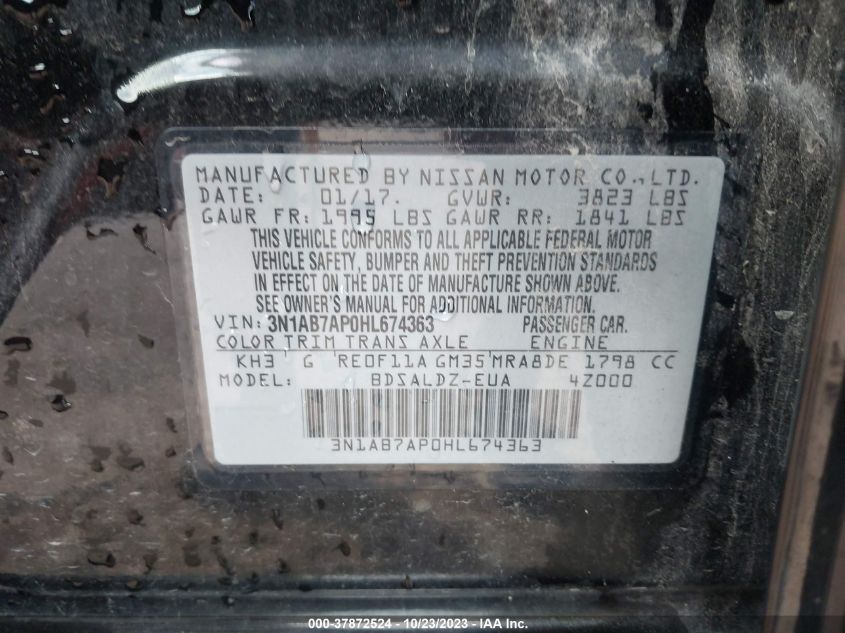 MANUFACTURED BY NISSAN MOTOR CO., LTD.
DATE: 01/17. GVWR: 3823 LBS
GAWR FR: 1995 LBS GAWR RR: 1841 LBS
THIS VEHICLE CONFORMS TO ALL APPLICABLE FEDERAL MOTOR
VEHICLE SAFETY, BUMPER AND THEFT PREVENTION STANDARDS
IN EFFECT ON THE DATE OF MANUFACTURE SHOWN ABOVE.
SEE OWNER'S MANUAL FOR ADDITIONAL INFORMATION.
VIN: 3N1AB7AP0HL674363 PASSENGER CAR.
COLOR TRIM TRANS AXLE ENGINE
KH3 G RE0F11A GM35 MRA8DE 1798 CC
MODEL: BDSALDZ-EUA 4Z000
3N1AB7AP0HL674363
000-37872524 - 10/23/2023 - IAA Inc.